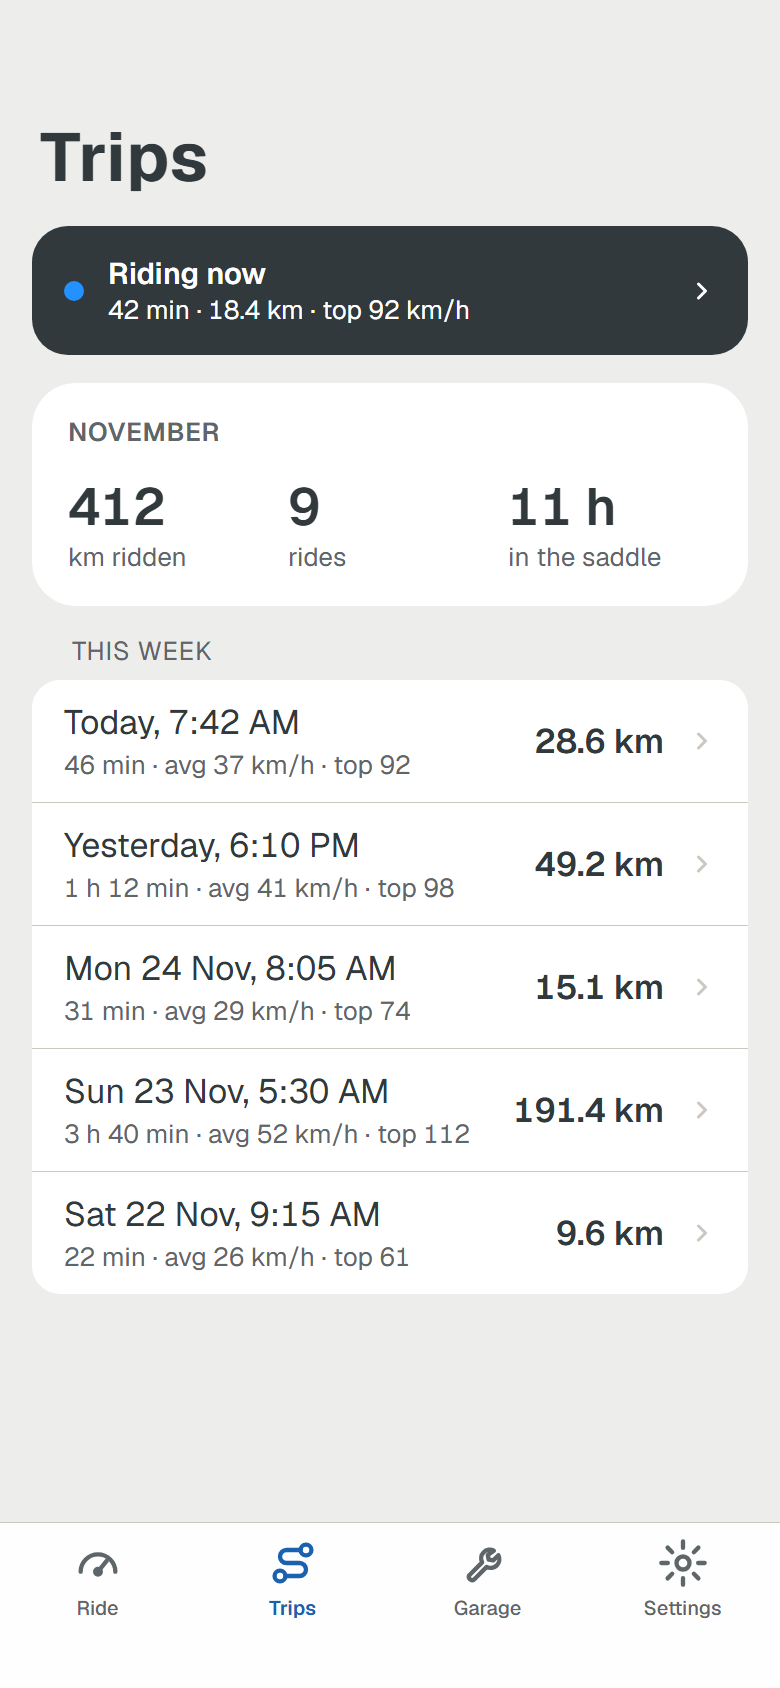 Trips
Riding now
42 min · 18.4 km · top 92 km/h
NOVEMBER
412 9 11 h
km ridden rides in the saddle
THIS WEEK
Today, 7:42 AM
28.6 km
46 min · avg 37 km/h · top 92
Yesterday, 6:10 PM
49.2 km
1 h 12 min · avg 41 km/h · top 98
Mon 24 Nov, 8:05 AM
15.1 km
31 min · avg 29 km/h · top 74
Sun 23 Nov, 5:30 AM
191.4 km
3 h 40 min · avg 52 km/h · top 112
Sat 22 Nov, 9:15 AM
9.6 km
22 min · avg 26 km/h · top 61
Ride Trips Garage Settings